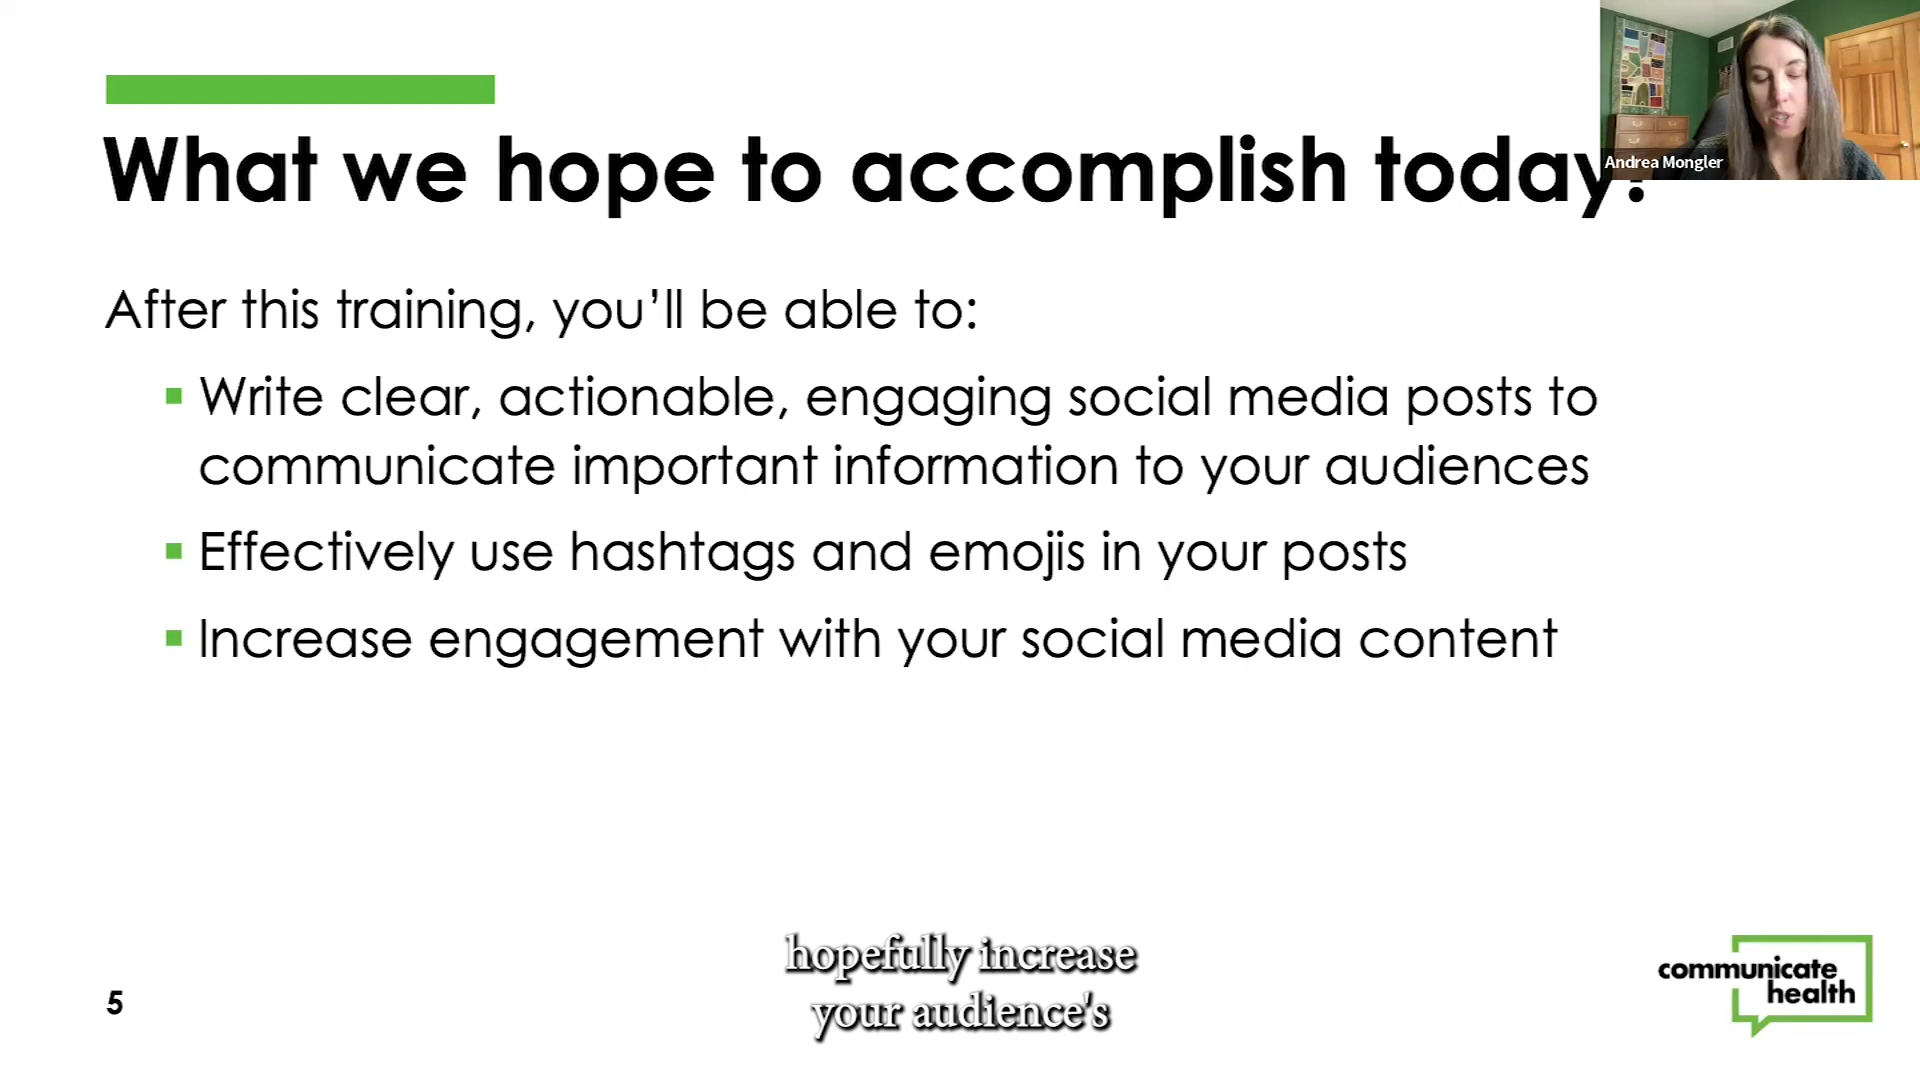 What we hope to accomplish today?
Andrea Mongler
After this training, you’ll be able to:
Write clear, actionable, engaging social media posts to
communicate important information to your audiences
Effectively use hashtags and emojis in your posts
Increase engagement with your social media content
hopefully increase
your audience's
5
communicate
health